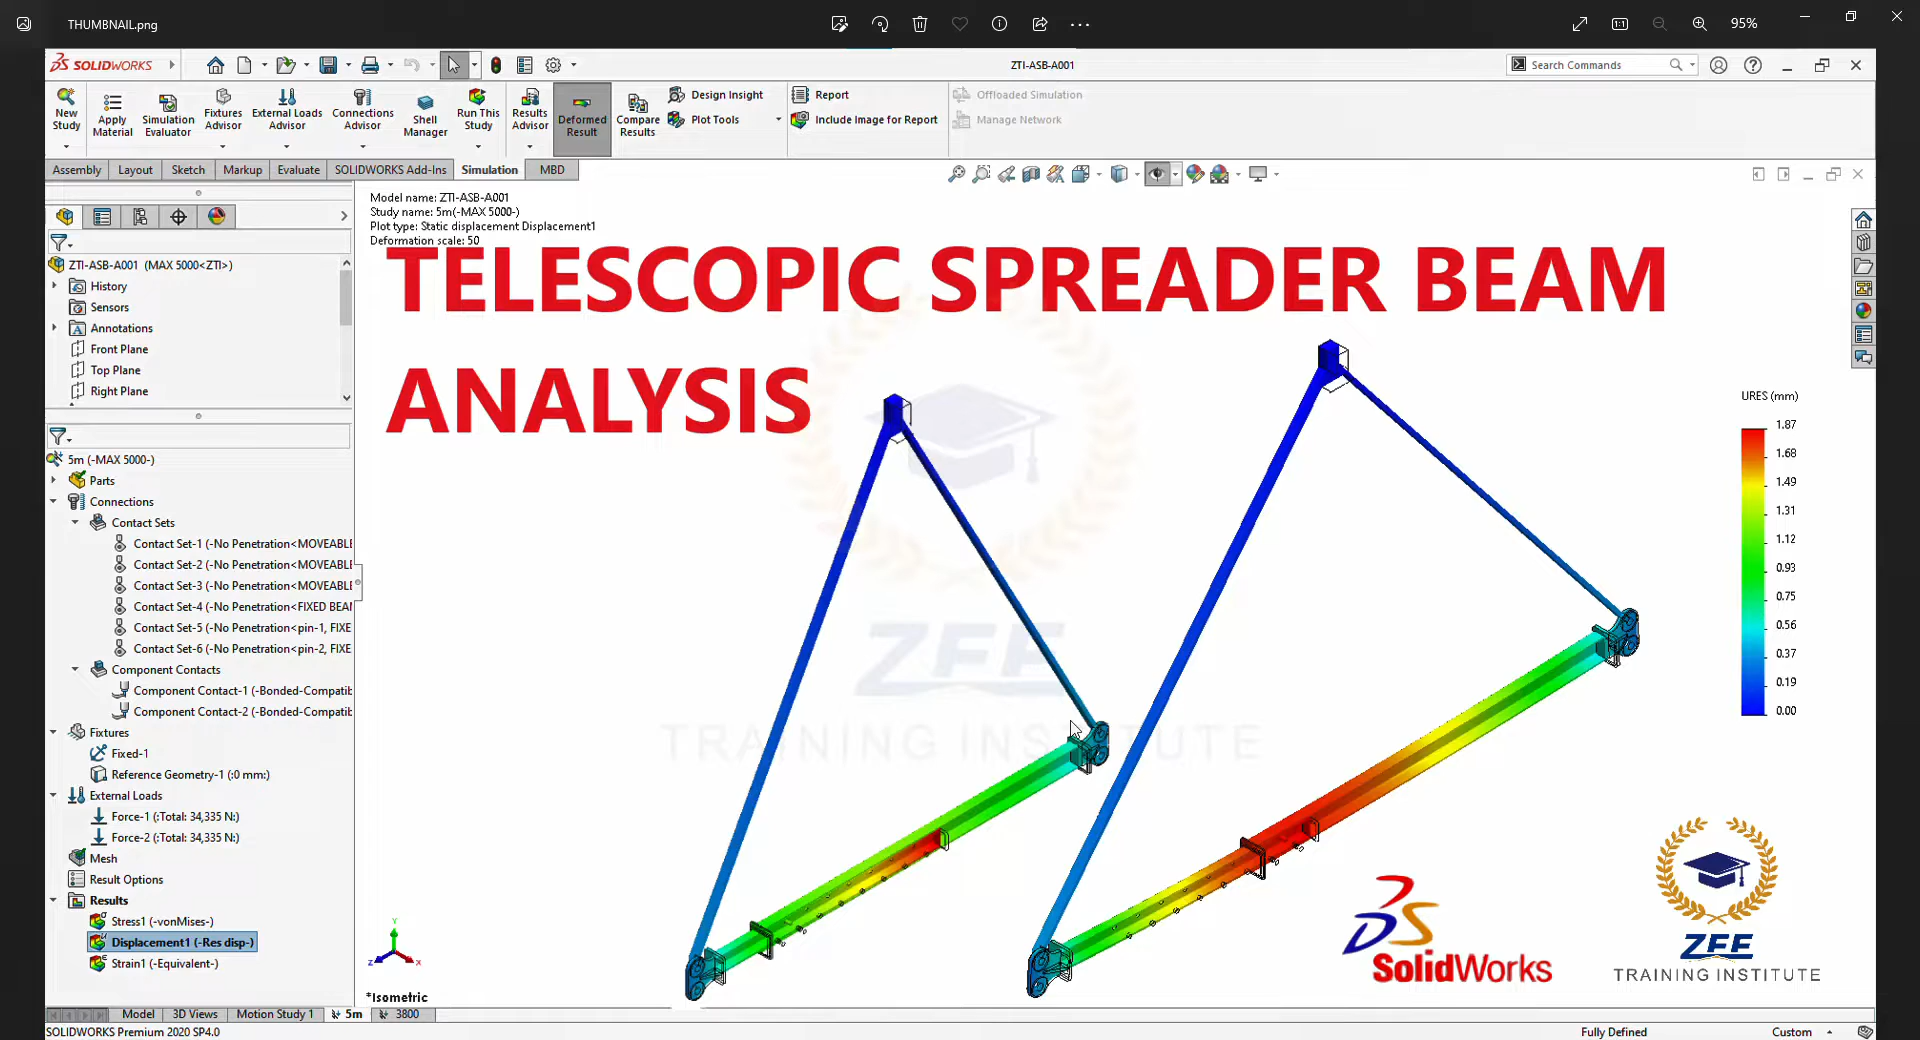 THUMBNAIL.png
95%
SOLIDWORKS
ZTI-ASB-A001
Search Commands
New Study
Apply Material
Simulation Evaluator
Fixtures Advisor
External Loads Advisor
Connections Advisor
Shell Manager
Run This Study
Results Advisor
Deformed Result
Compare Results
Design Insight
Plot Tools
Report
Include Image for Report
Offloaded Simulation
Manage Network
Assembly Layout Sketch Markup Evaluate SOLIDWORKS Add-Ins Simulation MBD
ZTI-ASB-A001 (MAX 5000<ZTI>)
History
Sensors
Annotations
Front Plane
Top Plane
Right Plane
5m (-MAX 5000-)
Parts
Connections
Contact Sets
Contact Set-1 (-No Penetration<MOVEABLE
Contact Set-2 (-No Penetration<MOVEABLE
Contact Set-3 (-No Penetration<MOVEABLE
Contact Set-4 (-No Penetration<FIXED BEAM
Contact Set-5 (-No Penetration<pin-1, FIXE
Contact Set-6 (-No Penetration<pin-2, FIXE
Component Contacts
Component Contact-1 (-Bonded-Compatib
Component Contact-2 (-Bonded-Compatib
Fixtures
Fixed-1
Reference Geometry-1 (:0 mm:)
External Loads
Force-1 (:Total: 34,335 N:)
Force-2 (:Total: 34,335 N:)
Mesh
Result Options
Results
Stress1 (-vonMises-)
Displacement1 (-Res disp-)
Strain1 (-Equivalent-)
Model name: ZTI-ASB-A001
Study name: 5m(-MAX 5000-)
Plot type: Static displacement Displacement1
Deformation scale: 50
TELESCOPIC SPREADER BEAM
ANALYSIS
ZEE
TRAINING INSTITUTE
URES (mm)
1.87
1.68
1.49
1.31
1.12
0.93
0.75
0.56
0.37
0.19
0.00
Y
Z
X
*Isometric
SolidWorks
ZEE
TRAINING INSTITUTE
Model 3D Views Motion Study 1 5m 3800
SOLIDWORKS Premium 2020 SP4.0
Fully Defined
Custom